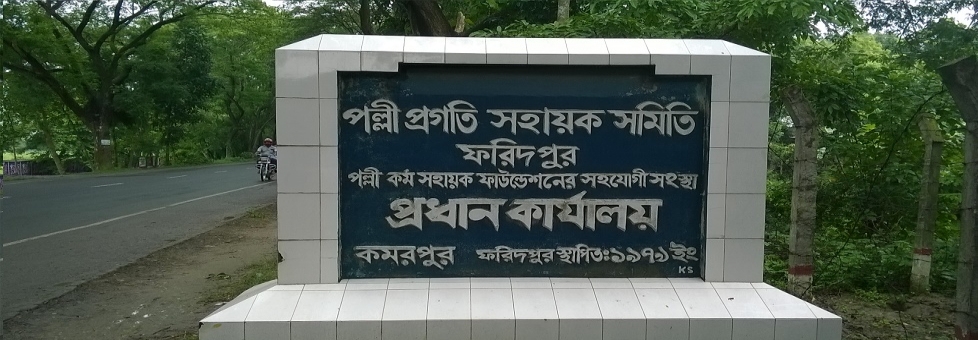 পল্লী প্রগতি সহায়ক সমিতি
ফরিদপুর
পল্লী কর্ম সহায়ক ফাউন্ডেশনের সহযোগী সংস্থা
প্রধান কার্যালয়
কমরপুর ফরিদপুর স্থাপিতঃ ১৯৭১ ইং
KS